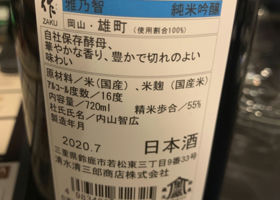 作 雅乃智 純米吟醸
ZAKU 岡山・雄町(使用割合100%)
自社保存酵母、
華やかな香り、豊かで切れのよい
味わい
原材料/米(国産)、米麹(国産米)
アルコール度数/16度
内容量/720ml 精米歩合/55%
杜氏氏名/内山智広
製造年月
2020.7 日本酒
三重県鈴鹿市若松東三丁目9番33号
清水清三郎商店株式会社